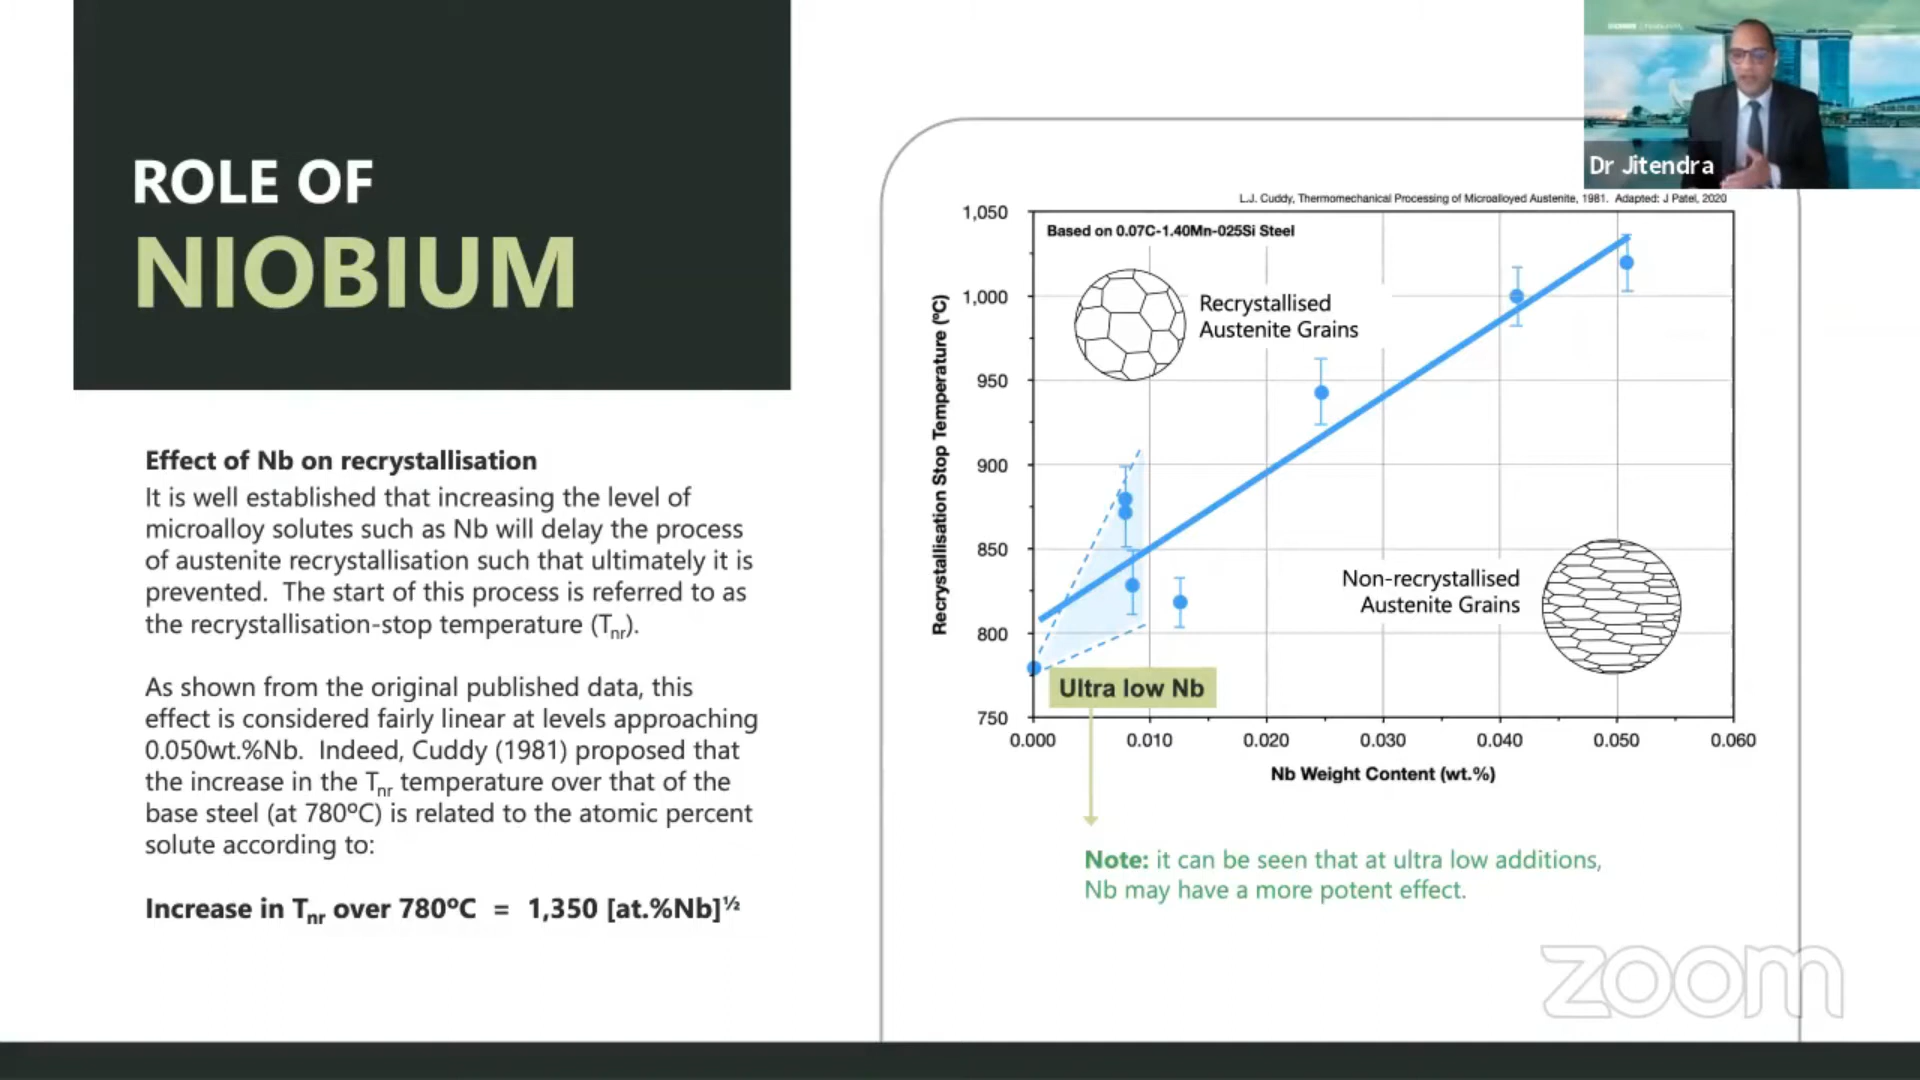 ROLE OF
NIOBIUM
Effect of Nb on recrystallisation
It is well established that increasing the level of
microalloy solutes such as Nb will delay the process
of austenite recrystallisation such that ultimately it is
prevented. The start of this process is referred to as
the recrystallisation-stop temperature (Tnr).
As shown from the original published data, this
effect is considered fairly linear at levels approaching
0.050wt.%Nb. Indeed, Cuddy (1981) proposed that
the increase in the Tnr temperature over that of the
base steel (at 780ºC) is related to the atomic percent
solute according to:
Increase in Tnr over 780ºC = 1,350 [at.%Nb]½
Dr Jitendra
L.J. Cuddy, Thermomechanical Processing of Microalloyed Austenite, 1981. Adapted: J Patel, 2020
Based on 0.07C-1.40Mn-025Si Steel
Recrystallised
Austenite Grains
Non-recrystallised
Austenite Grains
Recrystallisation Stop Temperature (ºC)
1,050
1,000
950
900
850
800
750
Ultra low Nb
0.000 0.010 0.020 0.030 0.040 0.050 0.060
Nb Weight Content (wt.%)
Note: it can be seen that at ultra low additions,
Nb may have a more potent effect.
zoom